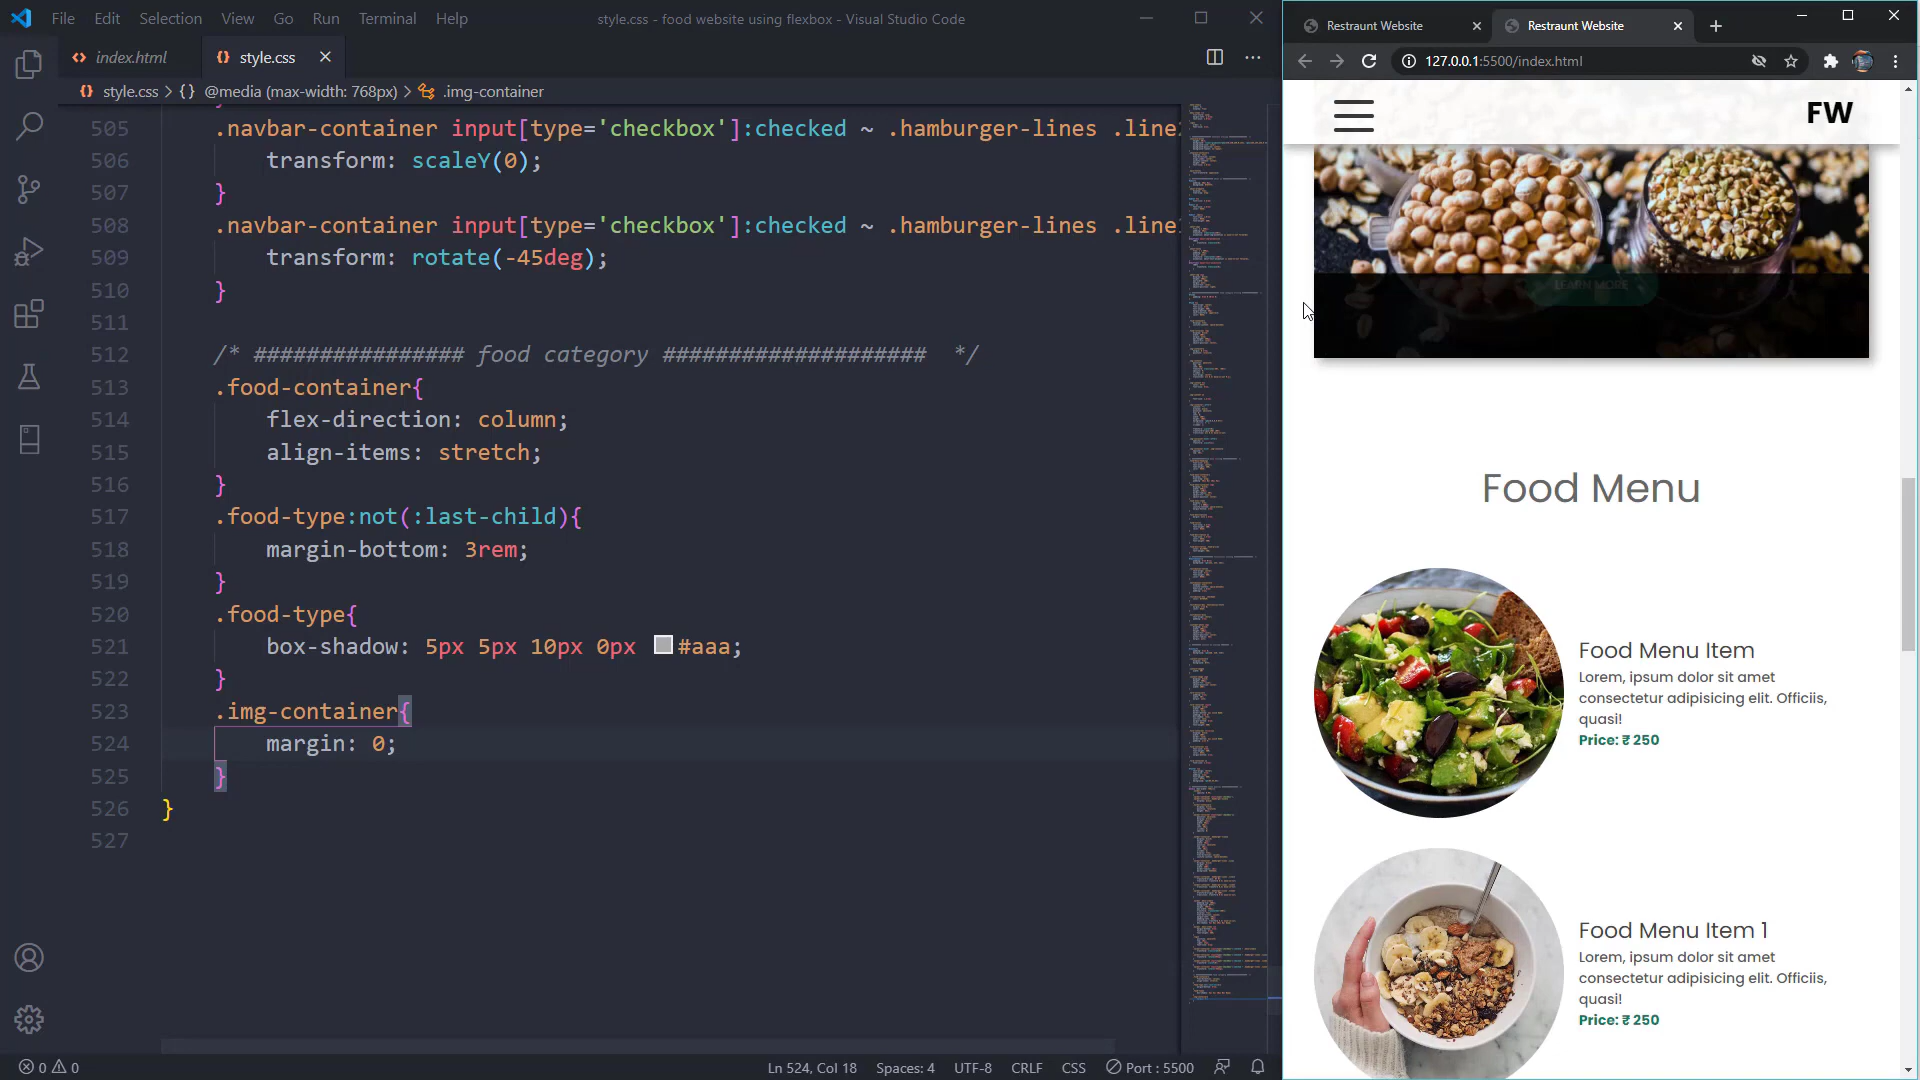 File Edit Selection View Go Run Terminal Help
style.css - food website using flexbox - Visual Studio Code
index.html
style.css
style.css > {} @media (max-width: 768px) > .img-container
505 .navbar-container input[type='checkbox']:checked ~ .hamburger-lines .line
506 transform: scaleY(0);
507 }
508 .navbar-container input[type='checkbox']:checked ~ .hamburger-lines .line
509 transform: rotate(-45deg);
510 }
511
512 /* ################ food category #################### */
513 .food-container{
514 flex-direction: column;
515 align-items: stretch;
516 }
517 .food-type:not(:last-child){
518 margin-bottom: 3rem;
519 }
520 .food-type{
521 box-shadow: 5px 5px 10px 0px #aaa;
522 }
523 .img-container{
524 margin: 0;
525 }
526 }
527
0 0
Ln 524, Col 18 Spaces: 4 UTF-8 CRLF CSS Port : 5500
Restraunt Website
Restraunt Website
127.0.0.1:5500/index.html
FW
LEARN MORE
Food Menu
Food Menu Item
Lorem, ipsum dolor sit amet
consectetur adipisicing elit. Officiis,
quasi!
Price: ₹ 250
Food Menu Item 1
Lorem, ipsum dolor sit amet
consectetur adipisicing elit. Officiis,
quasi!
Price: ₹ 250